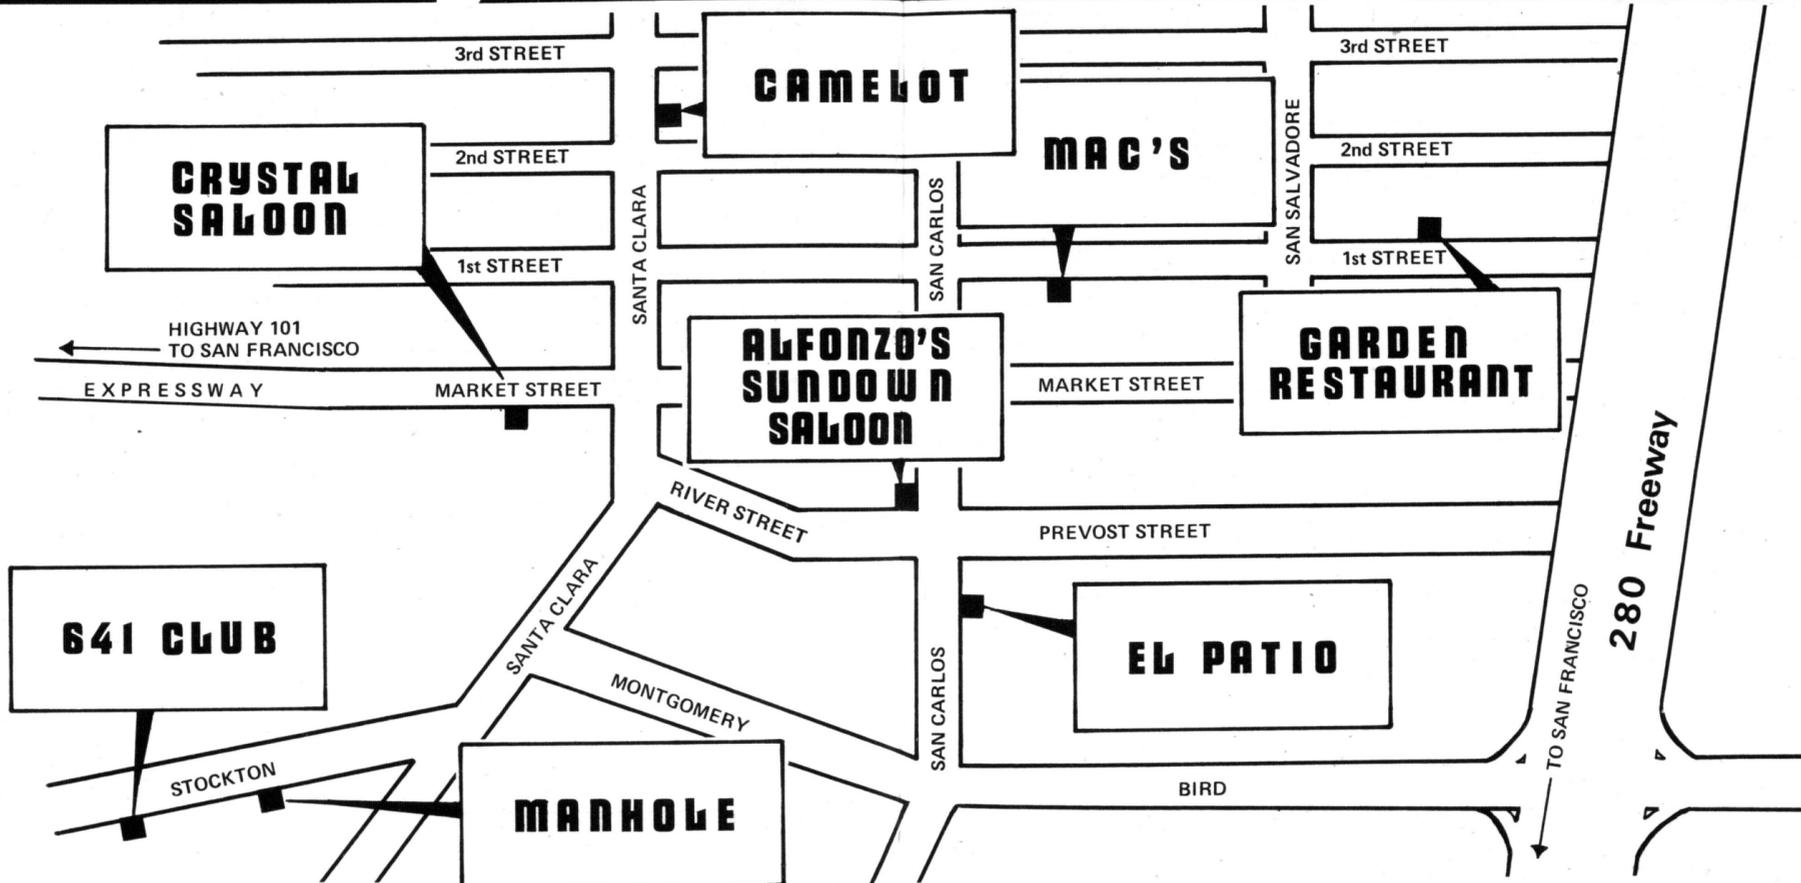 3rd STREET
CAMELOT
3rd STREET
CRYSTAL
SALOON
2nd STREET
MAC'S
SAN SALVADORE
2nd STREET
1st STREET
SANTA CLARA
SAN CARLOS
1st STREET
HIGHWAY 101
TO SAN FRANCISCO
EXPRESSWAY
MARKET STREET
ALFONZO'S
SUNDOWN
SALOON
MARKET STREET
GARDEN
RESTAURANT
RIVER STREET
PREVOST STREET
280 Freeway
641 CLUB
SANTA CLARA
MONTGOMERY
SAN CARLOS
EL PATIO
TO SAN FRANCISCO
STOCKTON
MANHOLE
BIRD